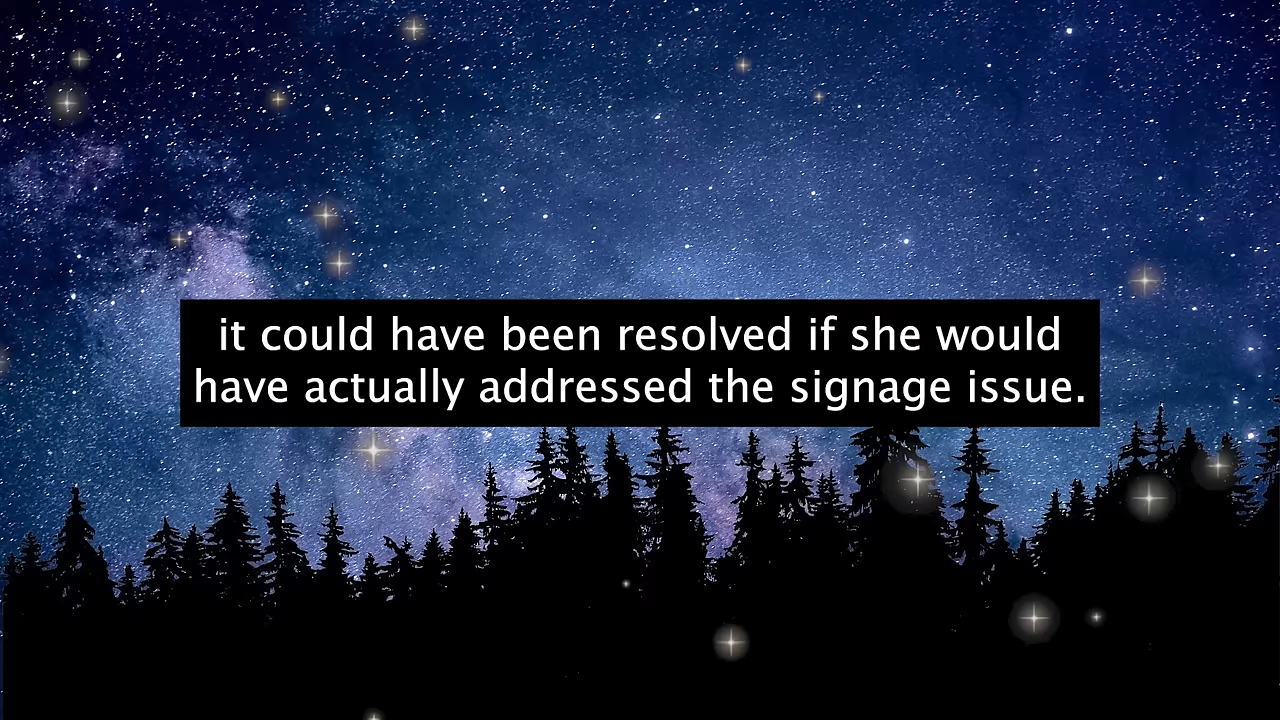 it could have been resolved if she would
have actually addressed the signage issue.